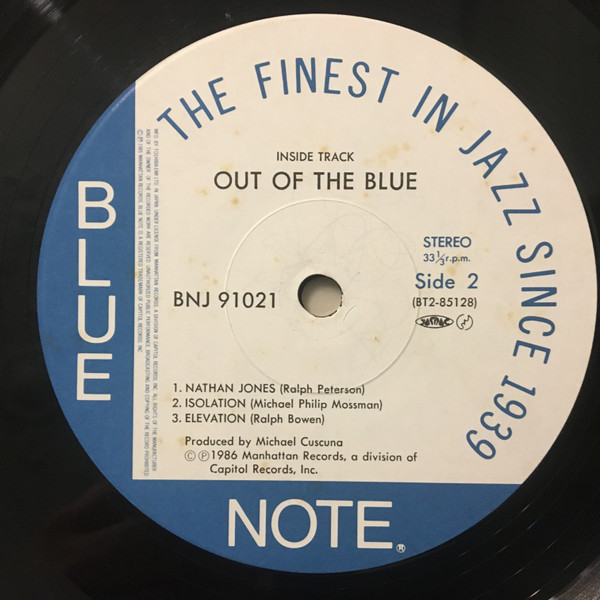 THE FINEST IN JAZZ SINCE 1939
INSIDE TRACK
OUT OF THE BLUE
STEREO
33⅓r.p.m.
BNJ 91021
Side 2
(BT2-85128)
1. NATHAN JONES (Ralph Peterson)
2. ISOLATION (Michael Philip Mossman)
3. ELEVATION (Ralph Bowen)
Produced by Michael Cuscuna
©℗1986 Manhattan Records, a division of
Capitol Records, Inc.
BLUE
NOTE®